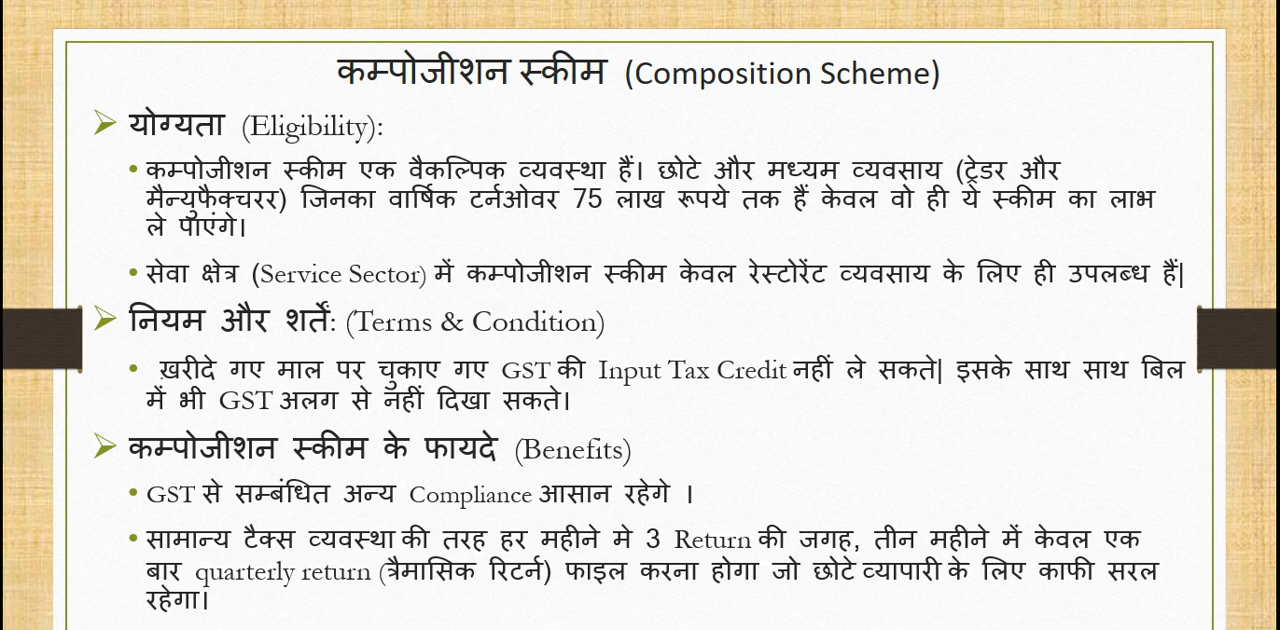 कम्पोजीशन स्कीम (Composition Scheme)
योग्यता (Eligibility):
कम्पोजीशन स्कीम एक वैकल्पिक व्यवस्था हैं। छोटे और मध्यम व्यवसाय (ट्रेडर और
मैन्युफैक्चरर) जिनका वार्षिक टर्नओवर 75 लाख रूपये तक हैं केवल वो ही ये स्कीम का लाभ
ले पाएंगे।
सेवा क्षेत्र (Service Sector) में कम्पोजीशन स्कीम केवल रेस्टोरेंट व्यवसाय के लिए ही उपलब्ध हैं|
नियम और शर्तें: (Terms & Condition)
ख़रीदे गए माल पर चुकाए गए GST की Input Tax Credit नहीं ले सकते| इसके साथ साथ बिल
में भी GST अलग से नहीं दिखा सकते।
कम्पोजीशन स्कीम के फायदे (Benefits)
GST से सम्बंधित अन्य Compliance आसान रहेगे ।
सामान्य टैक्स व्यवस्था की तरह हर महीने मे 3 Return की जगह, तीन महीने में केवल एक
बार quarterly return (त्रैमासिक रिटर्न) फाइल करना होगा जो छोटे व्यापारी के लिए काफी सरल
रहेगा।